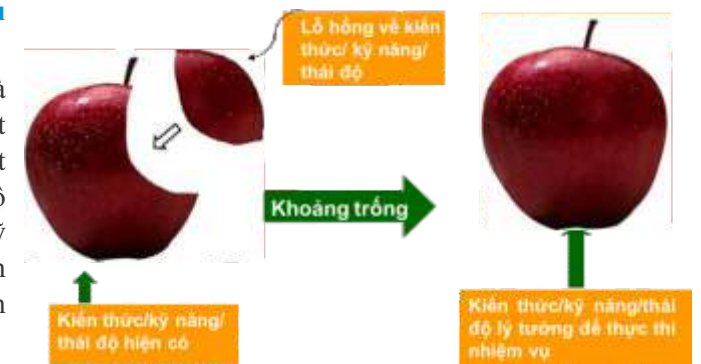 Lỗ hổng về kiến
thức/ kỹ năng/
thái độ
Khoảng trống
Kiến thức/kỹ năng/
thái độ hiện có
Kiến thức/kỹ năng/thái
độ lý tưởng để thực thi
nhiệm vụ